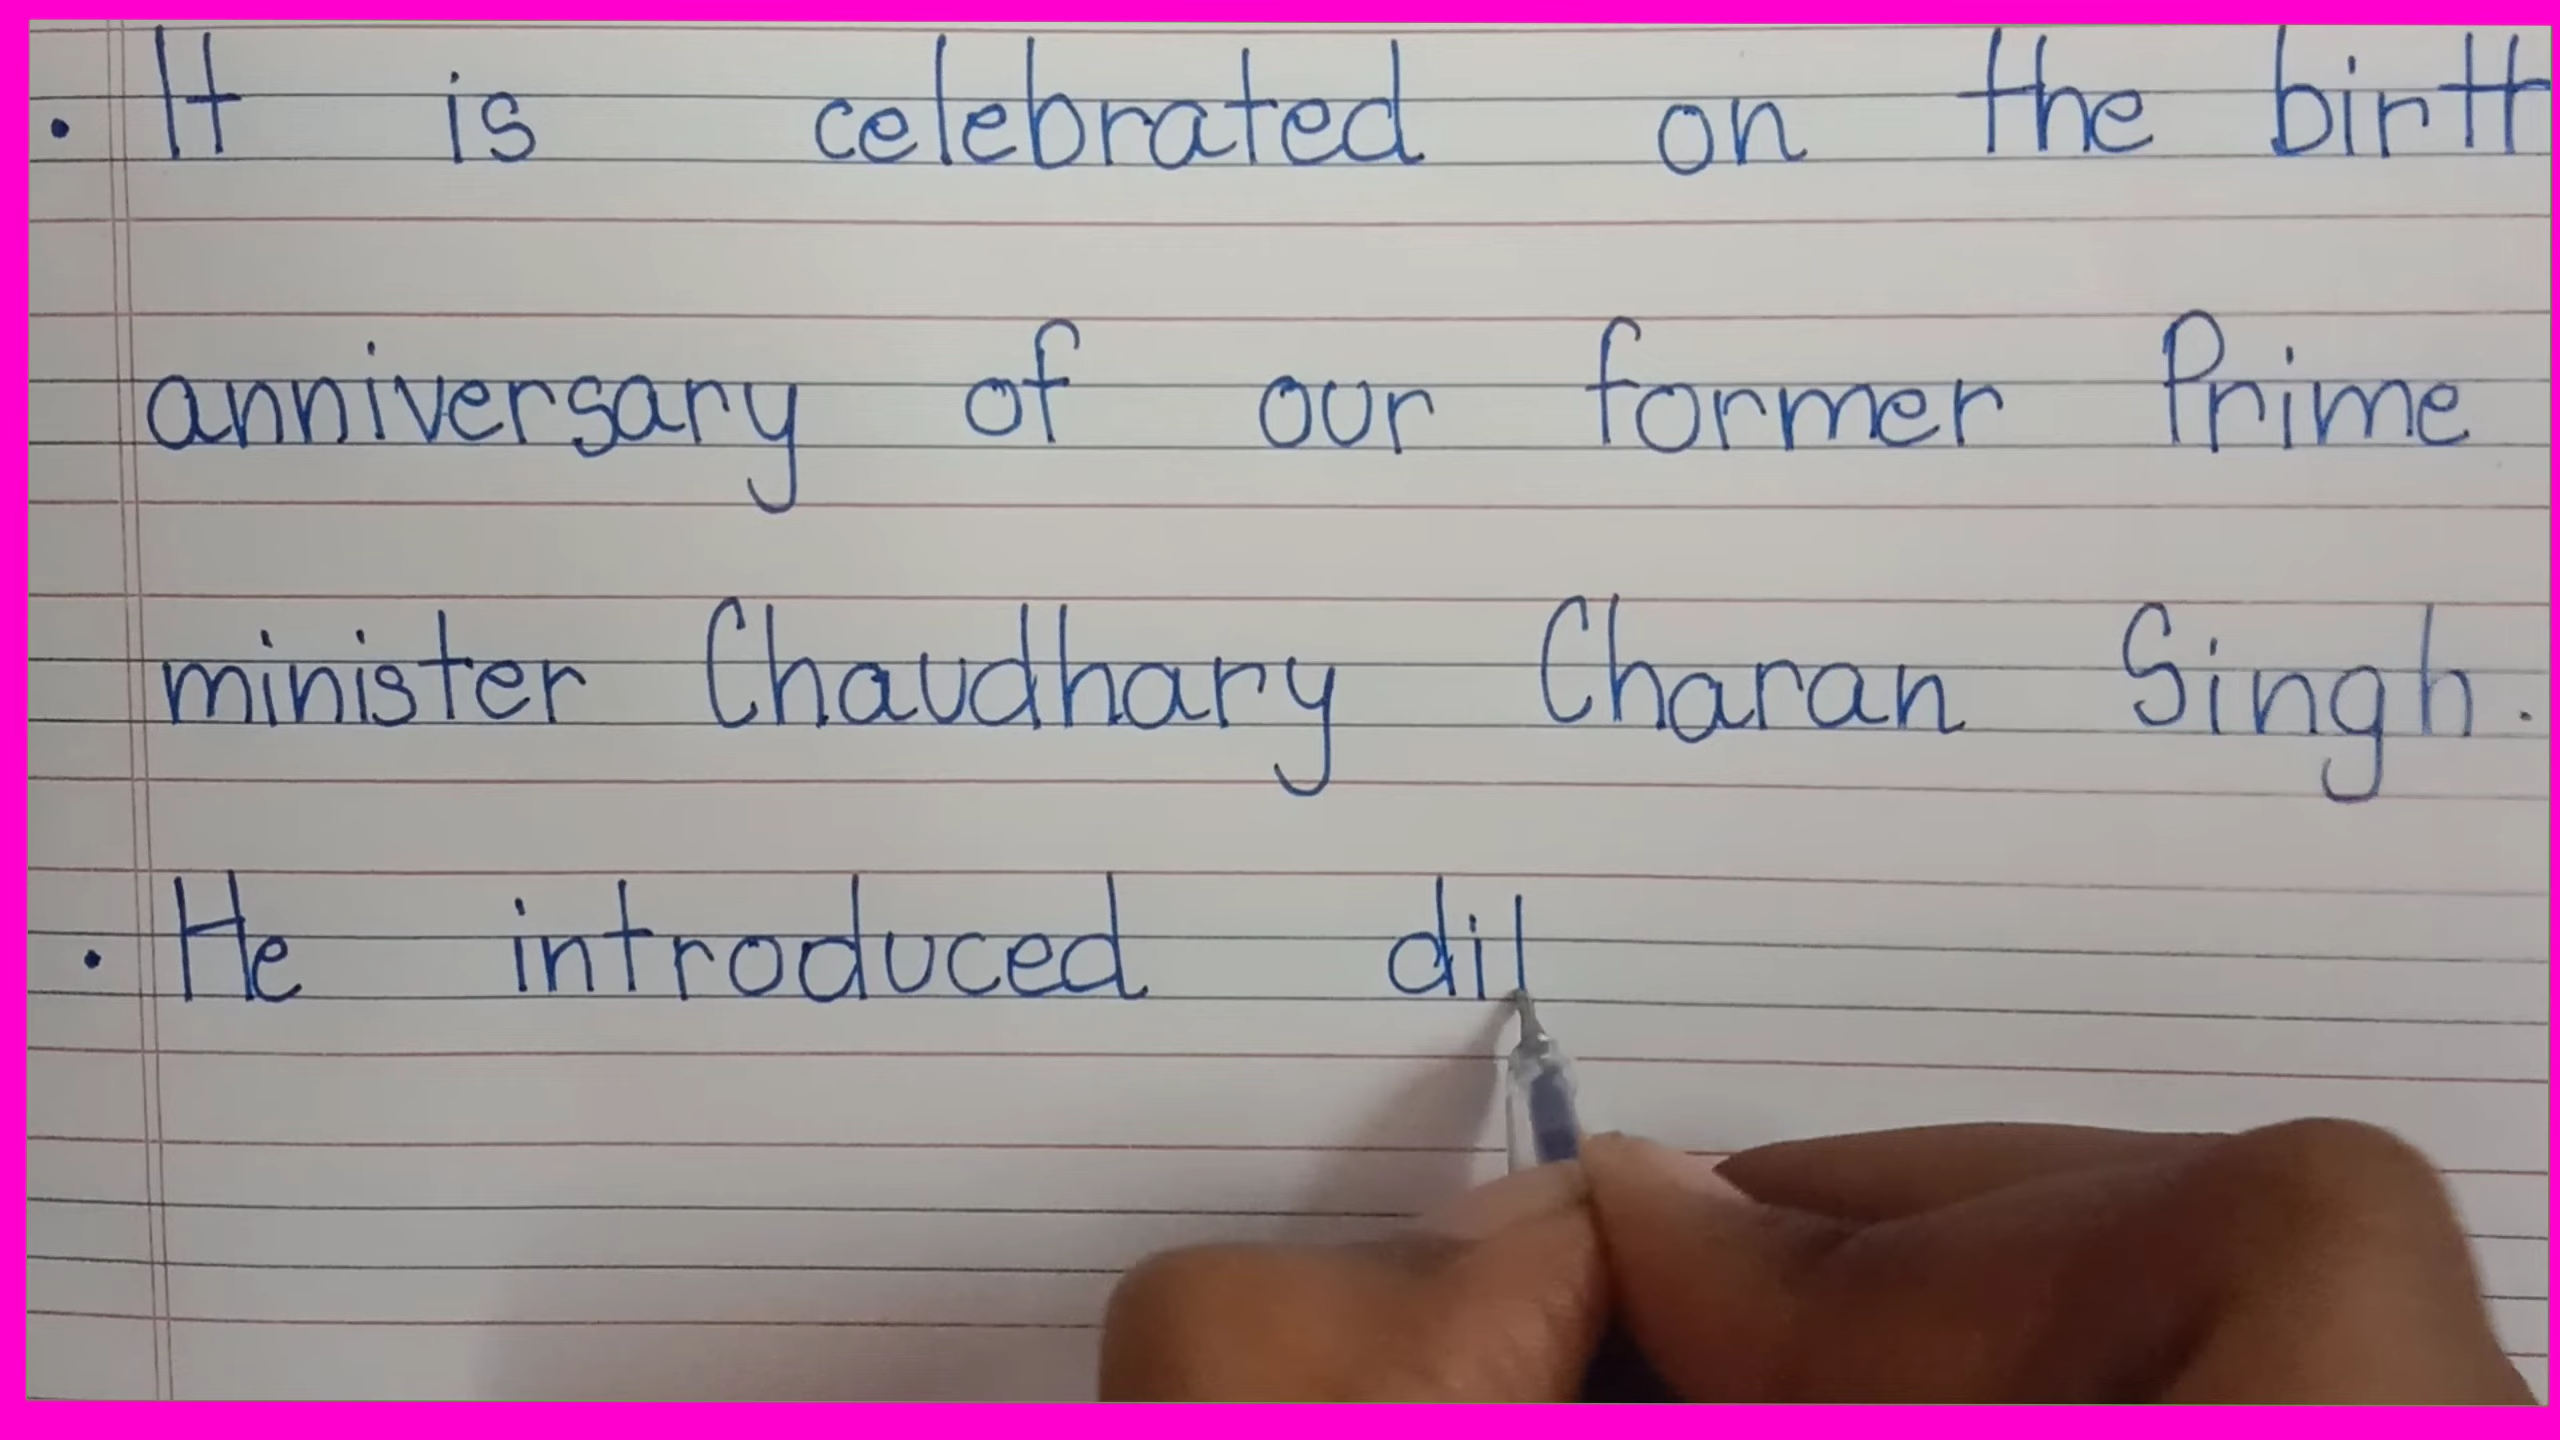 • It is celebrated on the birth
anniversary of our former Prime
minister Chaudhary Charan Singh.
• He introduced